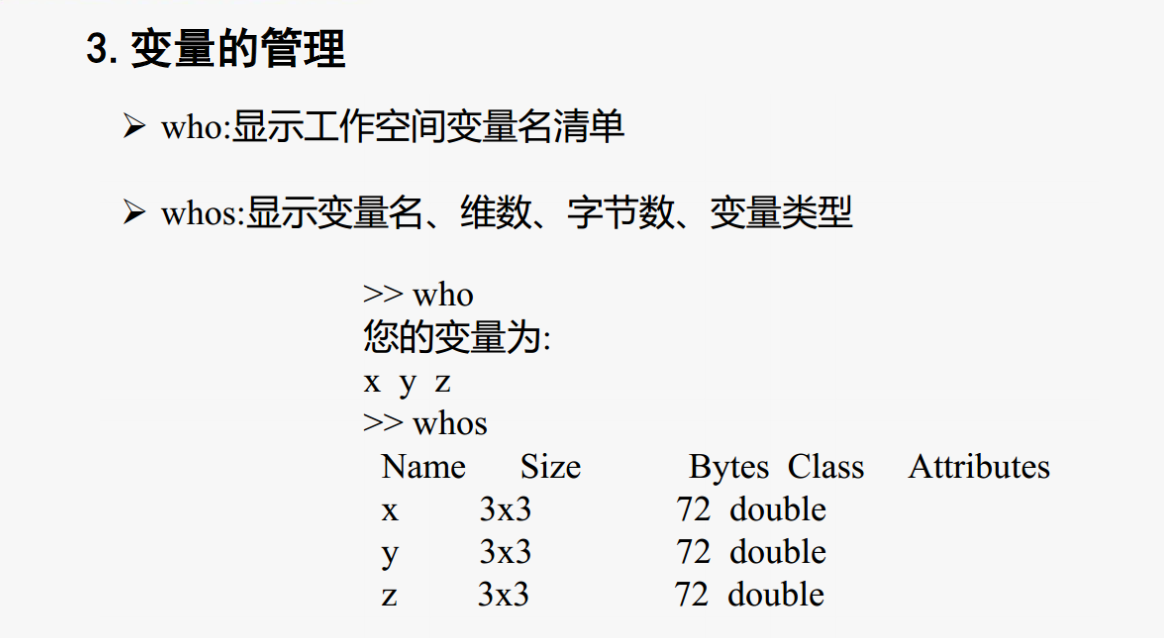 3. 变量的管理
➢ who:显示工作空间变量名清单
➢ whos:显示变量名、维数、字节数、变量类型
>> who
您的变量为:
x y z
>> whos
Name Size Bytes Class Attributes
x 3x3 72 double
y 3x3 72 double
z 3x3 72 double